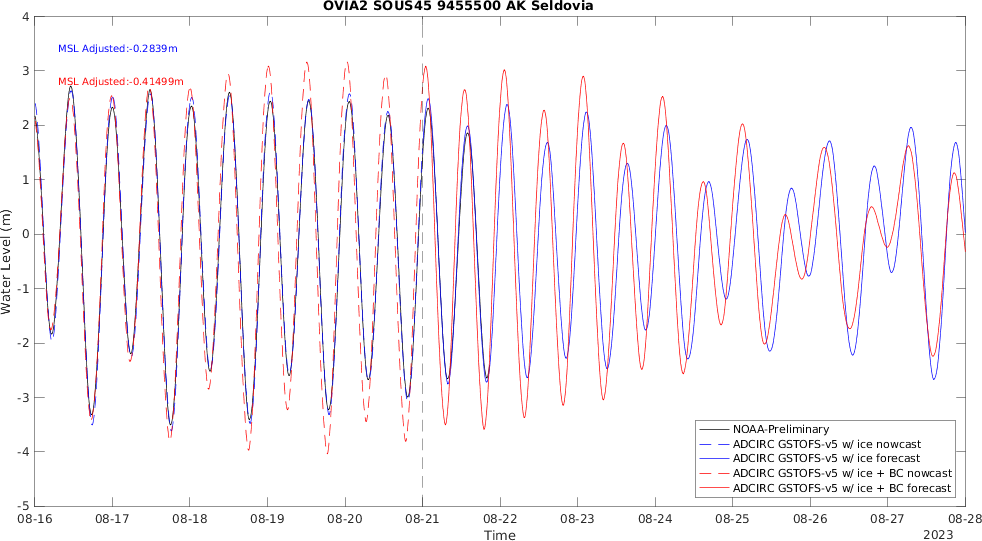 OVIA2 SOUS45 9455500 AK Seldovia
4
MSL Adjusted:-0.2839m
3
MSL Adjusted:-0.41499m
2
1
0
Water Level (m)
-1
-2
-3
-4
-5
NOAA-Preliminary
ADCIRC GSTOFS-v5 w/ ice nowcast
ADCIRC GSTOFS-v5 w/ ice forecast
ADCIRC GSTOFS-v5 w/ ice + BC nowcast
ADCIRC GSTOFS-v5 w/ ice + BC forecast
08-16 08-17 08-18 08-19 08-20 08-21 08-22 08-23 08-24 08-25 08-26 08-27 08-28
Time
2023